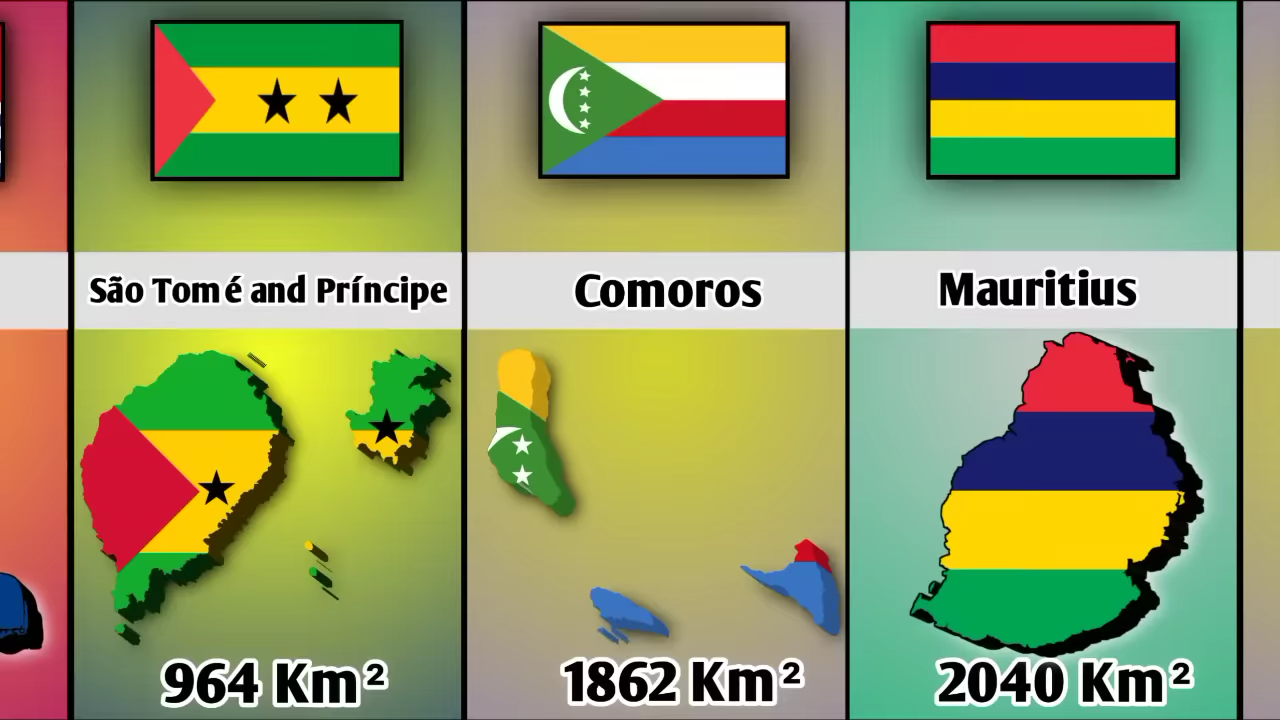 São Tomé and Príncipe
Comoros
Mauritius
964 Km²
1862 Km²
2040 Km²